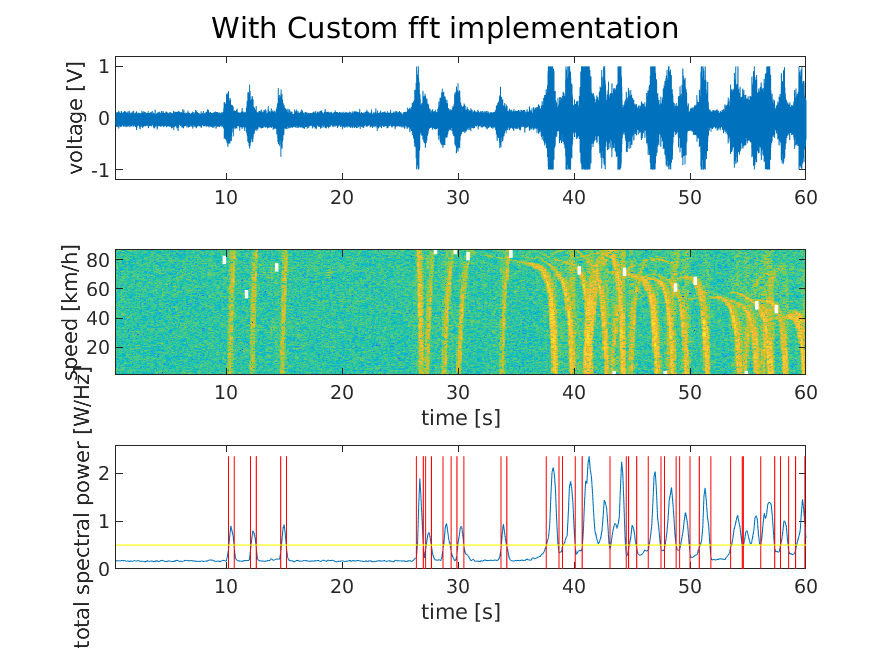 With Custom fft implementation
voltage [V]
1
0
-1
10 20 30 40 50 60
speed [km/h]
80
60
40
20
10 20 30 40 50 60
time [s]
total spectral power [W/Hz]
2
1
0
10 20 30 40 50 60
time [s]